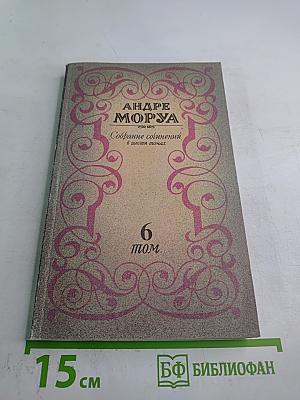 АНДРЕ
МОРУА
Собрание сочинений
в шести томах
6
том
15 см
БФ БИБЛИОФАН